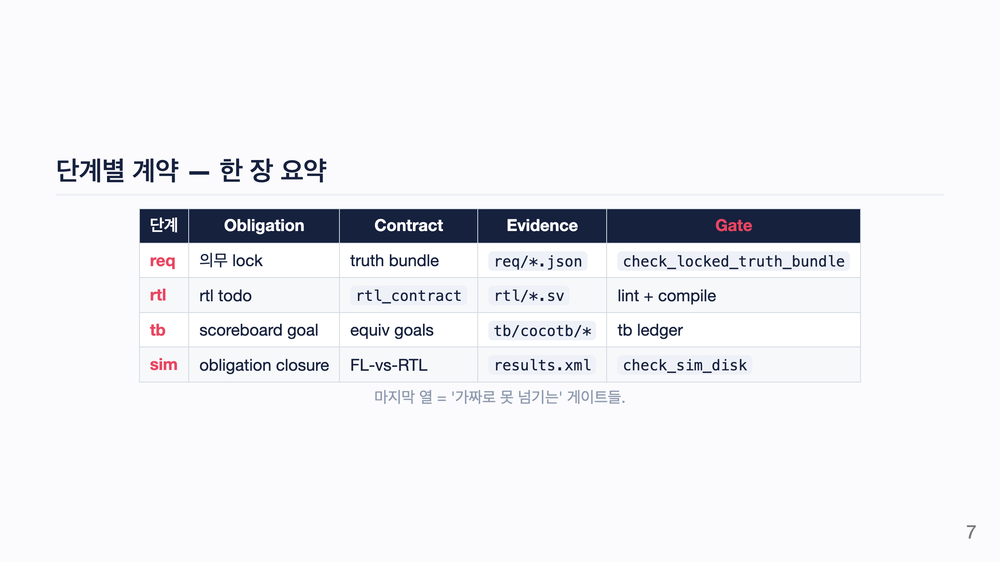 단계별 계약 — 한 장 요약
단계 Obligation Contract Evidence Gate
req 의무 lock truth bundle req/*.json check_locked_truth_bundle
rtl rtl todo rtl_contract rtl/*.sv lint + compile
tb scoreboard goal equiv goals tb/cocotb/* tb ledger
sim obligation closure FL-vs-RTL results.xml check_sim_disk
마지막 열 = '가짜로 못 넘기는' 게이트들.
7